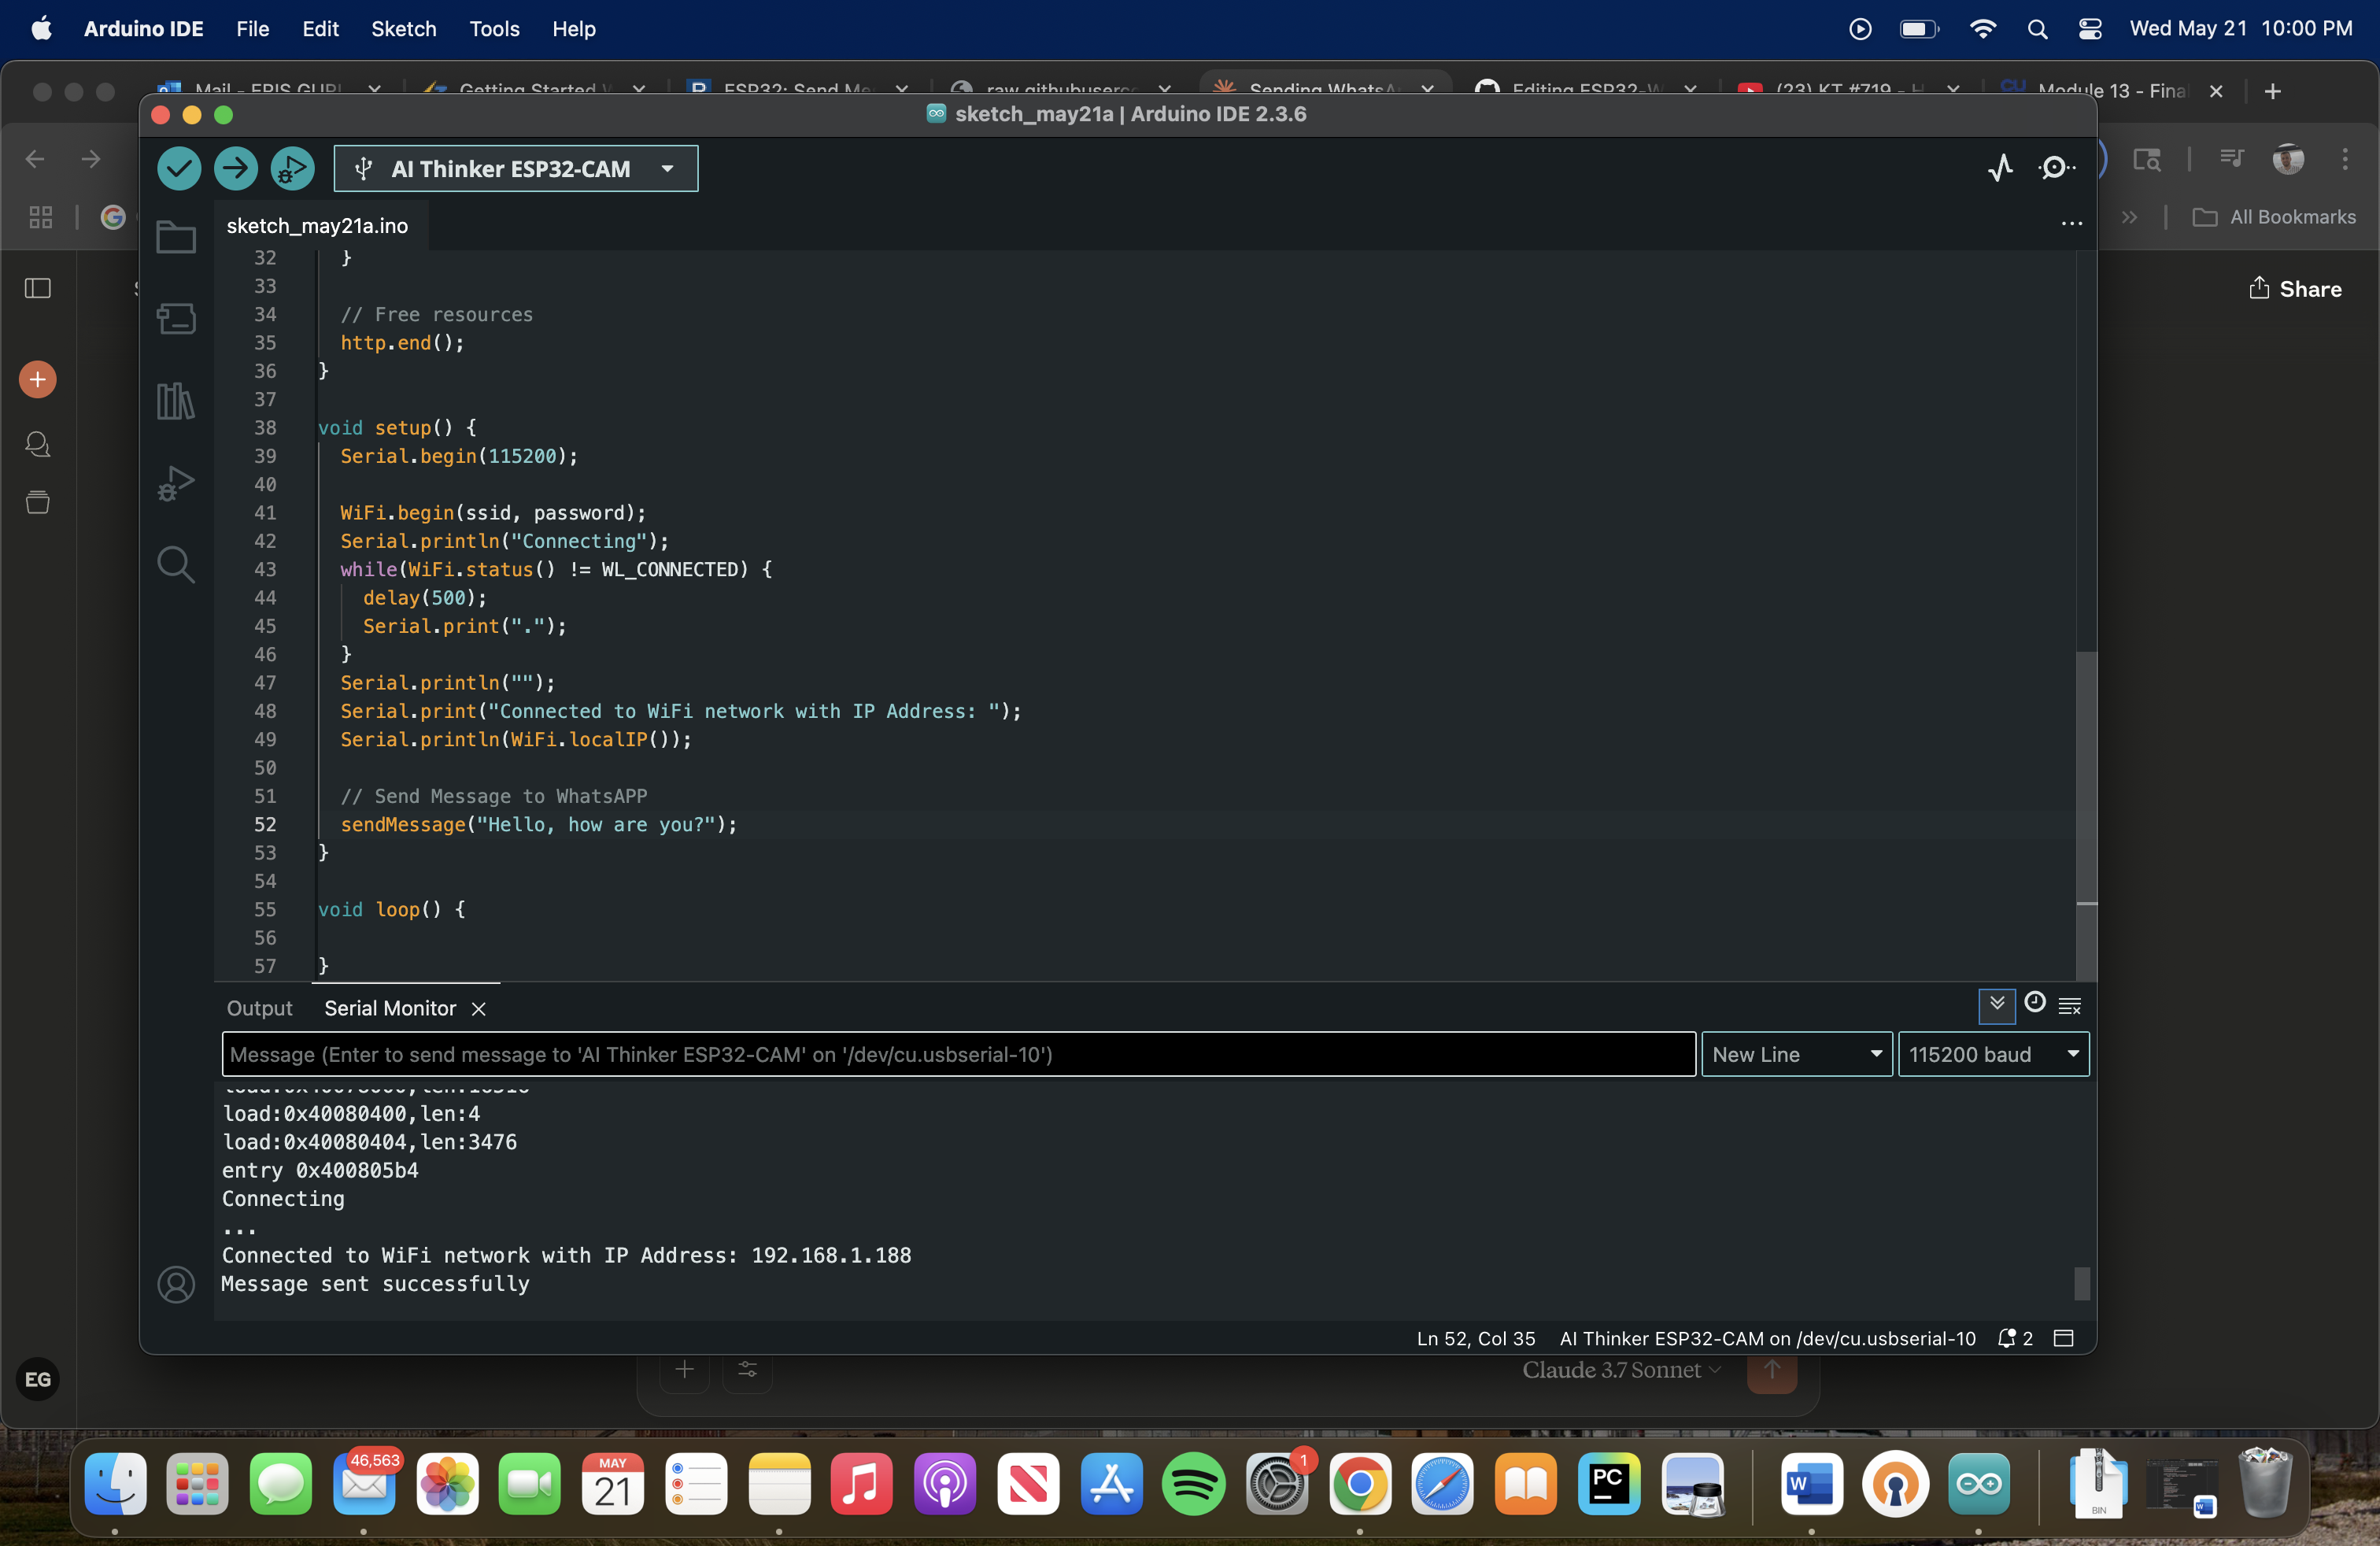 Arduino IDE File Edit Sketch Tools Help
Wed May 21 10:00 PM
Mail - ERIS GURI
Getting Started
ESP32: Send Me
raw.githubuserc
Sending WhatsA
Editing ESP32-W
(23) KT #719 - H
Module 13 - Fina
sketch_may21a | Arduino IDE 2.3.6
AI Thinker ESP32-CAM
All Bookmarks
sketch_may21a.ino
Share
32 }
33
34 // Free resources
35 http.end();
36 }
37
38 void setup() {
39 Serial.begin(115200);
40
41 WiFi.begin(ssid, password);
42 Serial.println("Connecting");
43 while(WiFi.status() != WL_CONNECTED) {
44 delay(500);
45 Serial.print(".");
46 }
47 Serial.println("");
48 Serial.print("Connected to WiFi network with IP Address: ");
49 Serial.println(WiFi.localIP());
50
51 // Send Message to WhatsAPP
52 sendMessage("Hello, how are you?");
53 }
54
55 void loop() {
56
57 }
Output Serial Monitor
Message (Enter to send message to 'AI Thinker ESP32-CAM' on '/dev/cu.usbserial-10')
New Line
115200 baud
load:0x40080400,len:4
load:0x40080404,len:3476
entry 0x400805b4
Connecting
...
Connected to WiFi network with IP Address: 192.168.1.188
Message sent successfully
Ln 52, Col 35 AI Thinker ESP32-CAM on /dev/cu.usbserial-10 2
EG
Claude 3.7 Sonnet
46,563
MAY
21
1
PC
W
BIN